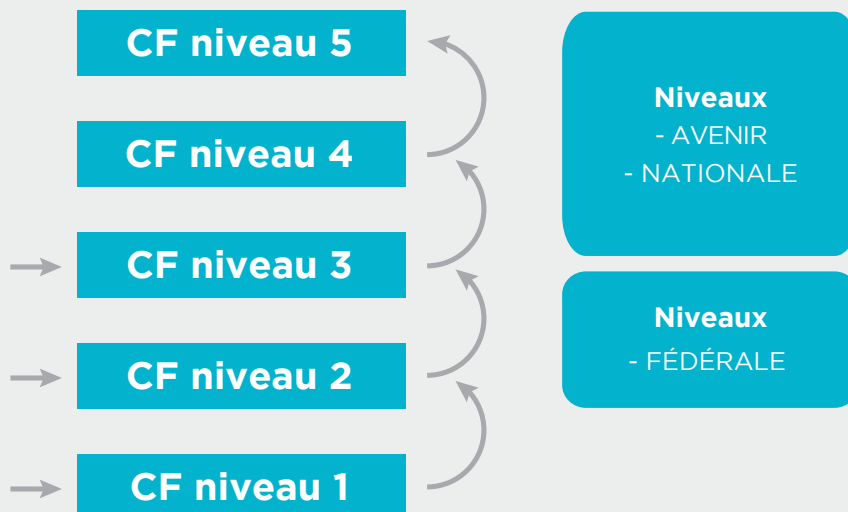 CF niveau 5
CF niveau 4
CF niveau 3
CF niveau 2
CF niveau 1
Niveaux
- AVENIR
- NATIONALE
Niveaux
- FÉDÉRALE